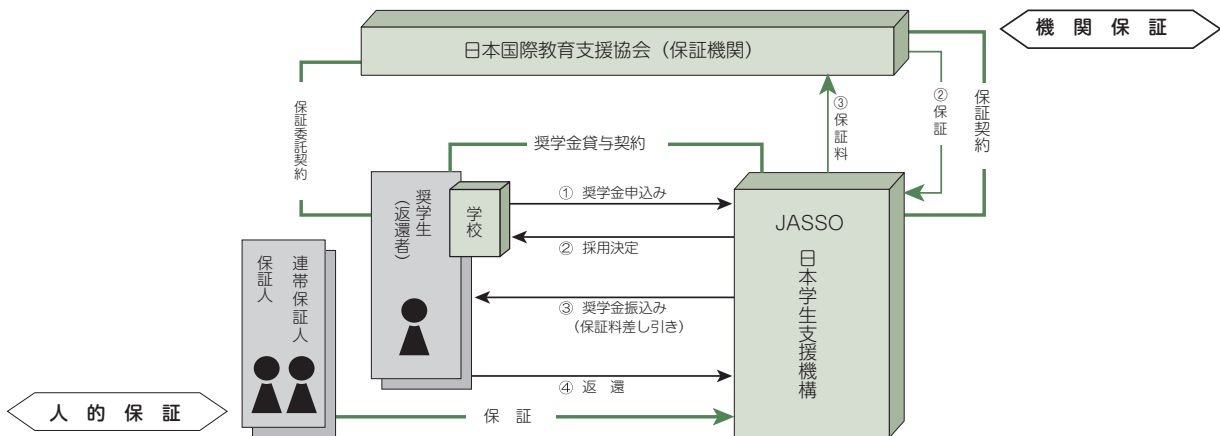 機関保証
日本国際教育支援協会（保証機関）
保証委託契約
③保証料
②保証
保証契約
奨学金貸与契約
奨学生
（返還者）
学校
① 奨学金申込み
② 採用決定
③ 奨学金振込み
（保証料差し引き）
④ 返　還
JASSO
日本学生支援機構
連帯保証人
保証人
人的保証
保　証